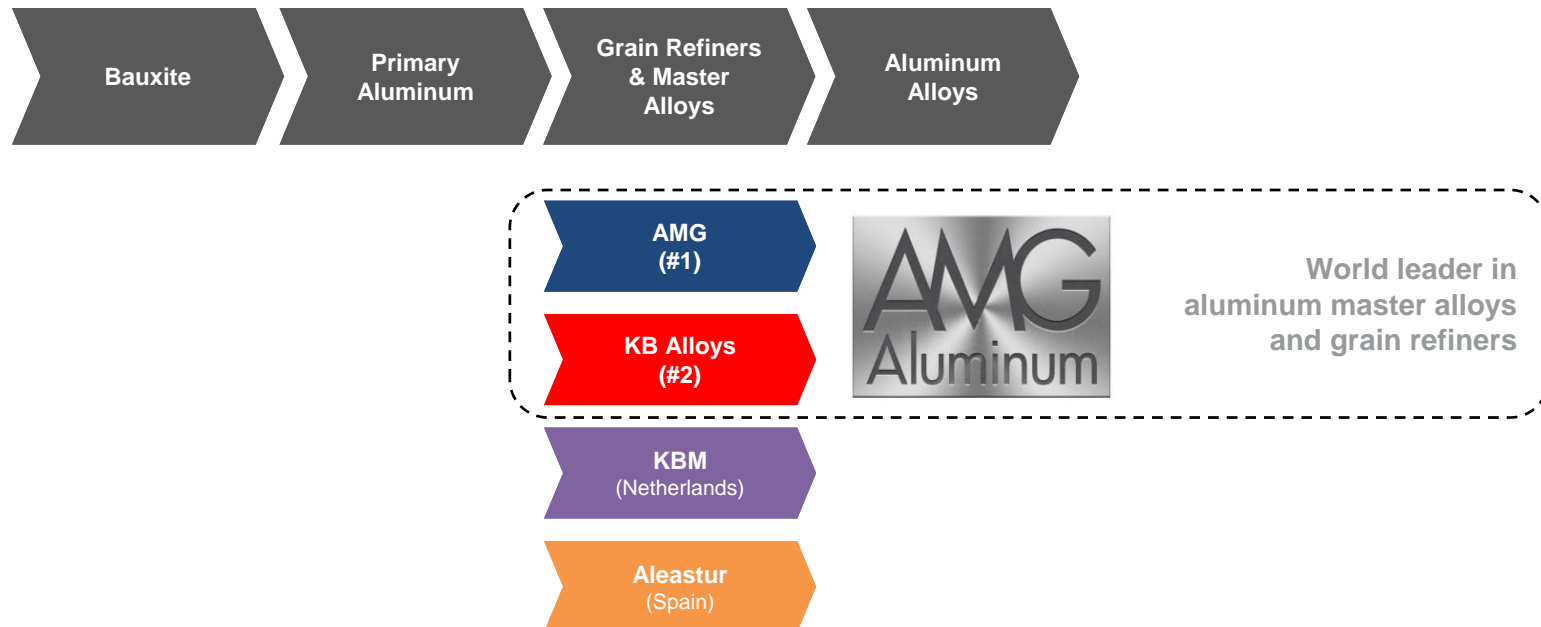 Bauxite
Primary
Aluminum
Grain Refiners
& Master
Alloys
Aluminum
Alloys
AMG
(#1)
KB Alloys
(#2)
AMG
Aluminum
World leader in
aluminum master alloys
and grain refiners
KBM
(Netherlands)
Aleastur
(Spain)